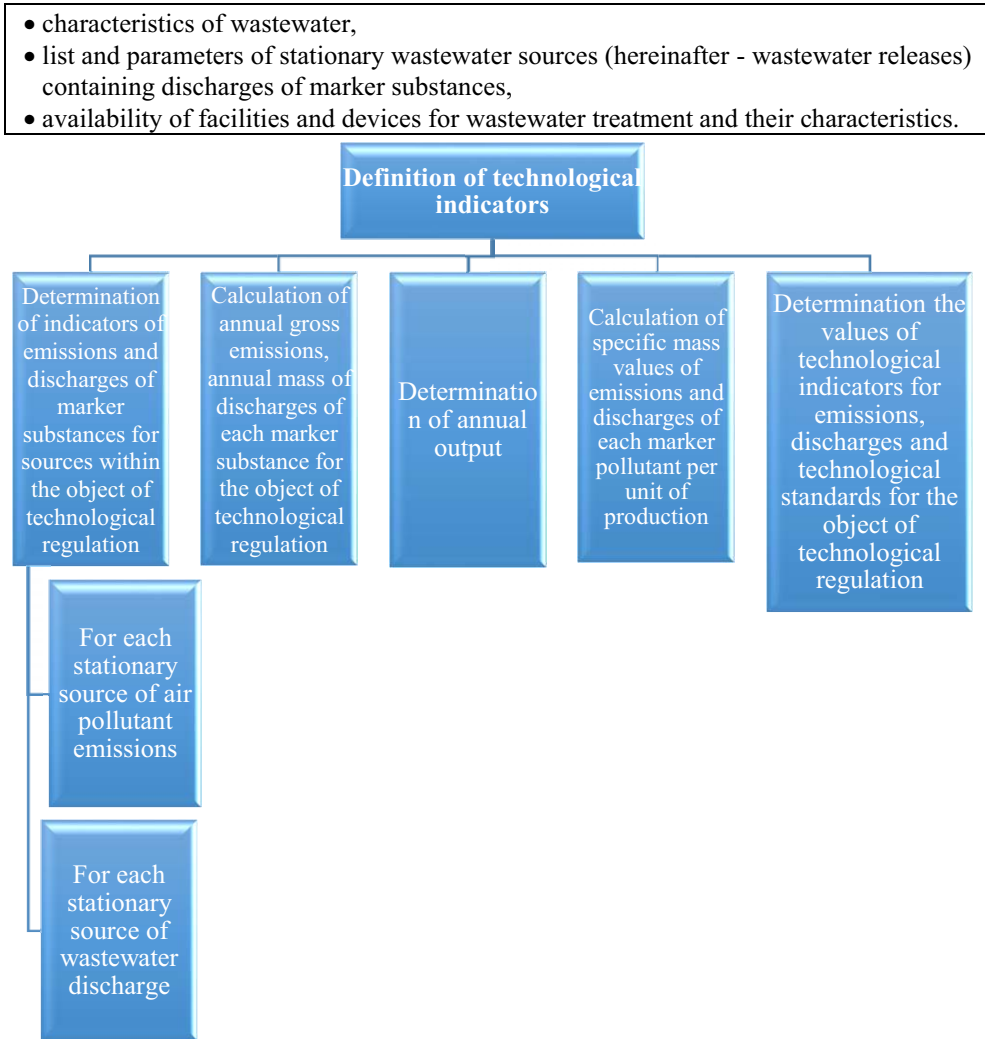 • characteristics of wastewater,
• list and parameters of stationary wastewater sources (hereinafter - wastewater releases)
containing discharges of marker substances,
• availability of facilities and devices for wastewater treatment and their characteristics.
Definition of technological
indicators
Determination
of indicators of
emissions and
discharges of
marker
substances for
sources within
the object of
technological
regulation
Calculation of
annual gross
emissions,
annual mass of
discharges of
each marker
substance for
the object of
technological
regulation
Determinatio
n of annual
output
Calculation of
specific mass
values of
emissions and
discharges of
each marker
pollutant per
unit of
production
Determination the
values of
technological
indicators for
emissions,
discharges and
technological
standards for the
object of
technological
regulation
For each
stationary
source of air
pollutant
emissions
For each
stationary
source of
wastewater
discharge